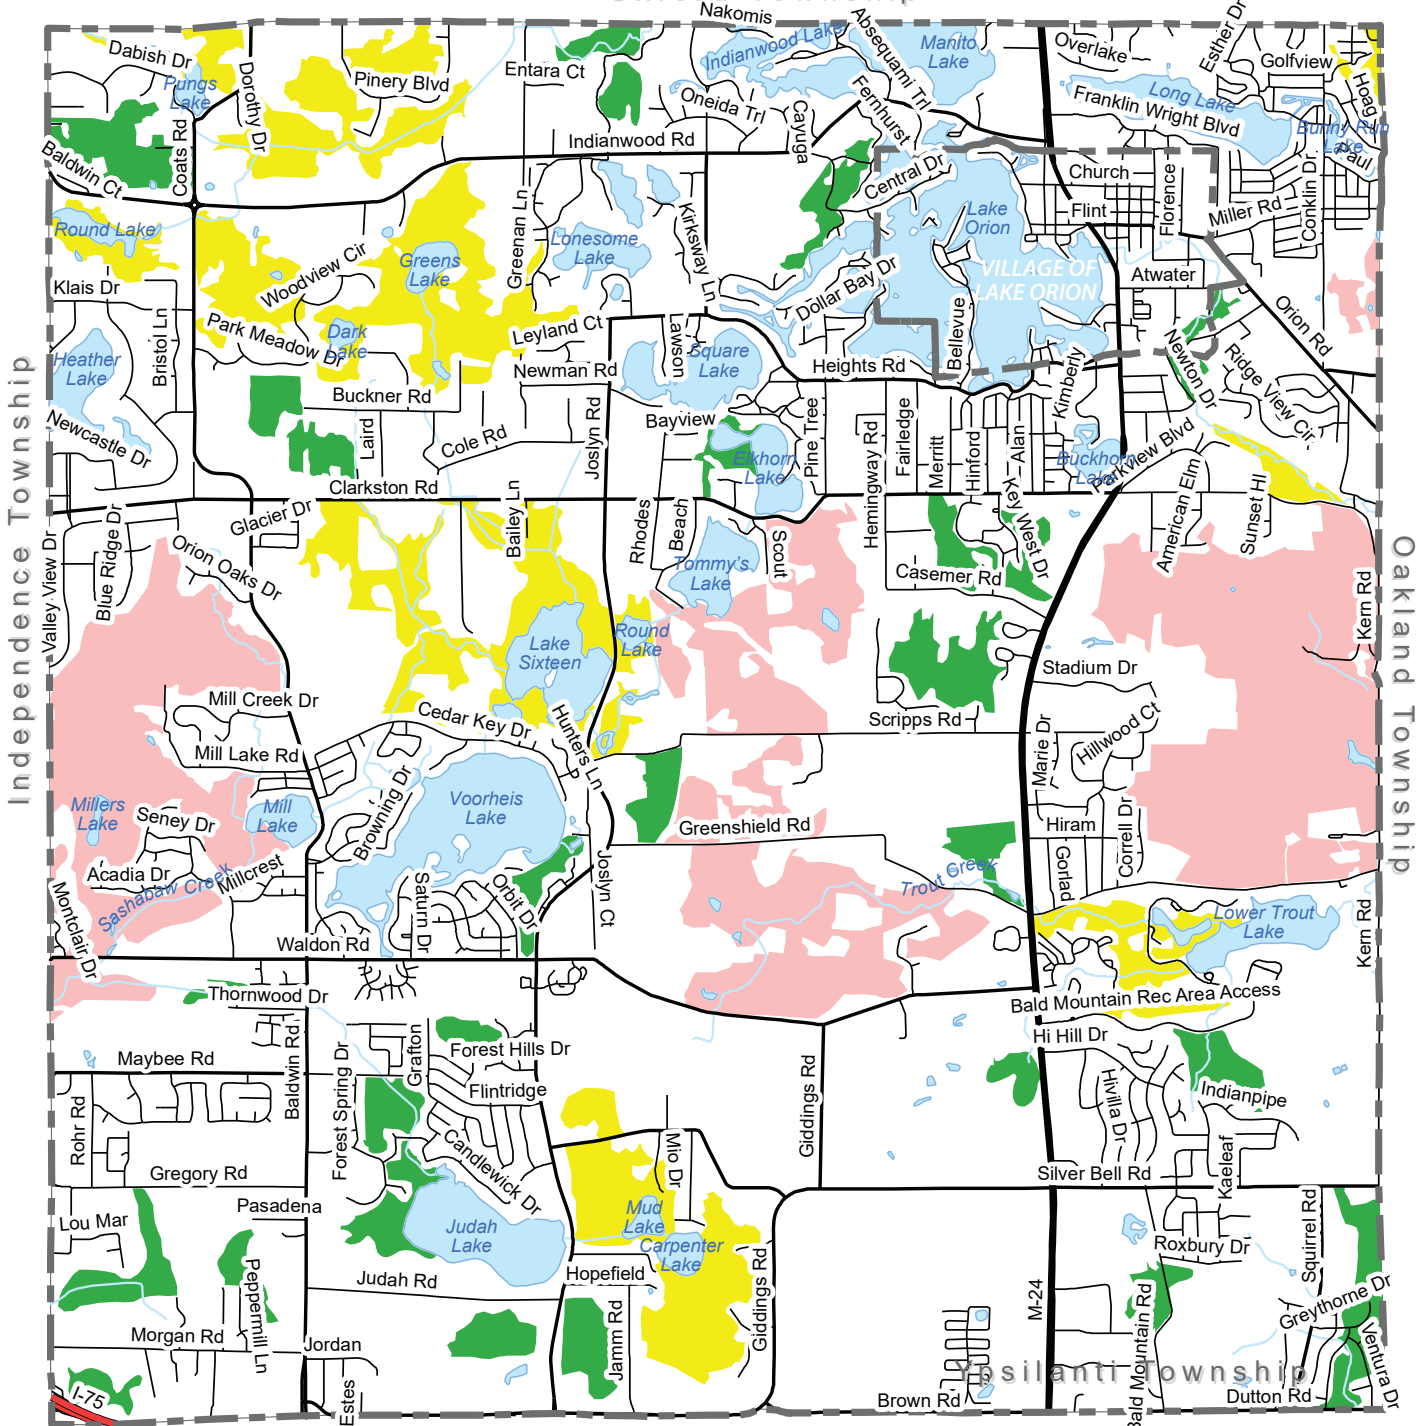 Nakomis
Dabish Dr
Pungs
Lake
Dorothy Dr
Pinery Blvd
Entara Ct
Indianwood Lake
Absequami Trl
Manito
Lake
Overlake
Esther Dr
Golfview
Hoag
Long Lake
Franklin Wright Blvd
Bunny Run
Lake
Paul
Oneida Trl
Fernhurst
Cayuga
Indianwood Rd
Baldwin Ct
Coats Rd
Central Dr
Church
Florence
Conklin Dr
Miller Rd
Flint
Lake
Orion
VILLAGE OF
LAKE ORION
Atwater
Round Lake
Klais Dr
Woodview Cir
Greens
Lake
Greenan Ln
Lonesome
Lake
Kirksway Ln
Dollar Bay Dr
Bellevue
Orion Rd
Park Meadow Dr
Dark
Lake
Leyland Ct
Newman Rd
Lawson
Square
Lake
Heights Rd
Kimberly
Newton Dr
Ridge View Cir
Heather
Lake
Bristol Ln
Buckner Rd
Laird
Cole Rd
Joslyn Rd
Bayview
Elkhorn
Lake
Pine Tree
Hemingway Rd
Fairledge
Merritt
Hinford
Alan
Buckhorn
Lake
Parkview Blvd
Newcastle Dr
Clarkston Rd
Bailey Ln
Rhodes
Beach
Scout
Key West Dr
American Elm
Sunset Hl
Independence Township
Oakland Township
Valley View Dr
Blue Ridge Dr
Glacier Dr
Orion Oaks Dr
Tommy's
Lake
Casemer Rd
Kern Rd
Lake
Sixteen
Round
Lake
Stadium Dr
Mill Creek Dr
Cedar Key Dr
Hunters Ln
Scripps Rd
Marie Dr
Hillwood Ct
Mill Lake Rd
Browning Dr
Voorheis
Lake
Millers
Lake
Seney Dr
Mill
Lake
Greenshield Rd
Hiram
Correll Dr
Gorlad
Acadia Dr
Millcrest
Sashabaw Creek
Saturn Dr
Orbit Dr
Joslyn Ct
Trout Creek
Montclair Dr
Waldon Rd
Lower Trout
Lake
Kern Rd
Thornwood Dr
Bald Mountain Rec Area Access
Maybee Rd
Baldwin Rd
Forest Spring Dr
Grafton
Forest Hills Dr
Flintridge
Giddings Rd
Hi Hill Dr
Hivilla Dr
Indianpipe
Rohr Rd
Gregory Rd
Candlewick Dr
Mio Dr
Silver Bell Rd
Kaeleaf
Pasadena
Lou Mar
Judah
Lake
Mud
Lake
Carpenter
Lake
Roxbury Dr
Squirrel Rd
Peppermill Ln
Judah Rd
Hopefield
Giddings Rd
Jamm Rd
M-24
Bald Mountain Rd
Greythorne Dr
Ventura Dr
Morgan Rd
Jordan
Estes
I-75
Ypsilanti Township
Brown Rd
Dutton Rd